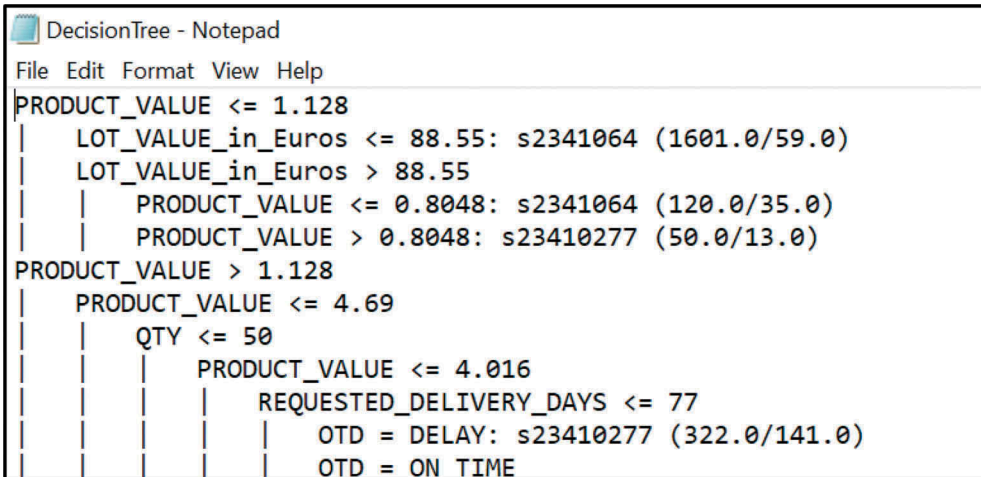 DecisionTree - Notepad
File Edit Format View Help
PRODUCT_VALUE <= 1.128
|   LOT_VALUE_in_Euros <= 88.55: s2341064 (1601.0/59.0)
|   LOT_VALUE_in_Euros > 88.55
|   |   PRODUCT_VALUE <= 0.8048: s2341064 (120.0/35.0)
|   |   PRODUCT_VALUE > 0.8048: s23410277 (50.0/13.0)
PRODUCT_VALUE > 1.128
|   PRODUCT_VALUE <= 4.69
|   |   QTY <= 50
|   |   |   PRODUCT_VALUE <= 4.016
|   |   |   |   REQUESTED_DELIVERY_DAYS <= 77
|   |   |   |   |   OTD = DELAY: s23410277 (322.0/141.0)
|   |   |   |   |   OTD = ON TIME